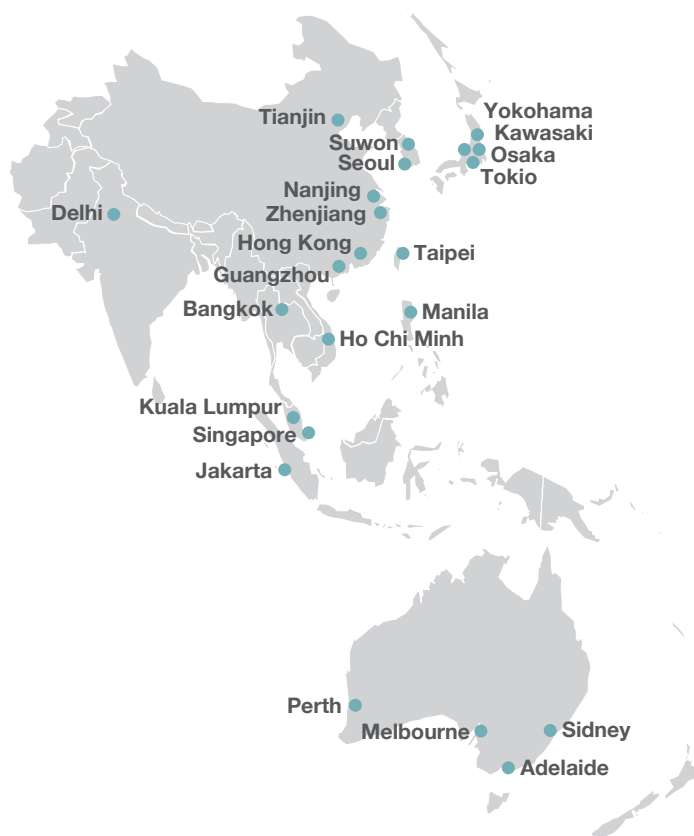 Yokohama
Tianjin
Kawasaki
Suwon
Osaka
Seoul
Tokio
Nanjing
Delhi
Zhenjiang
Hong Kong
Taipei
Guangzhou
Bangkok
Manila
Ho Chi Minh
Kuala Lumpur
Singapore
Jakarta
Perth
Melbourne
Sidney
Adelaide